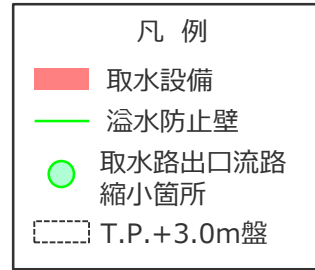 凡 例
取水設備
溢水防止壁
取水路出口流路
縮小箇所
T.P.+3.0m盤